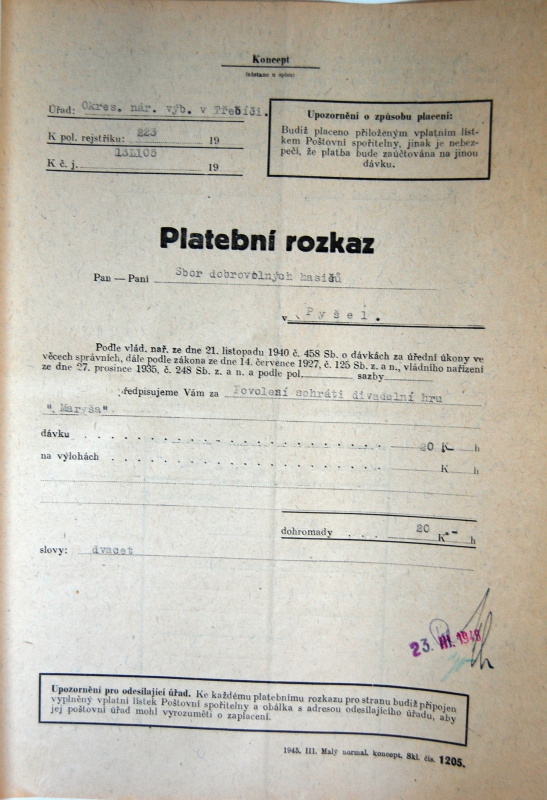 Koncept
(zůstane u spisu)
Úřad: Okres. nár. výb. v Třebíči.
K pol. rejstříku: 223 19
K č. j. 19
Upozornění o způsobu placení:
Budiž placeno přiloženým vplatním líst-
kem Poštovní spořitelny, jinak je nebez-
pečí, že platba bude zaúčtována na jinou
dávku.
Platební rozkaz
Pan — Paní Sbor dobrovolných hasičů
v Pyšel.
Podle vlád. nař. ze dne 21. listopadu 1940 č. 458 Sb. o dávkách za úřední úkony ve
věcech správních, dále podle zákona ze dne 14. července 1927, č. 125 Sb. z. a n., vládního nařízení
ze dne 27. prosince 1935, č. 248 Sb. z. a n. a podle pol. sazby
předpisujeme Vám za Povolení sehráti divadelní hru
"Maryša"
dávku 20 K h
na výlohách K h
dohromady 20 K - h
slovy: dvacet
23. III. 1948
Upozornění pro odesílající úřad. Ke každému platebnímu rozkazu pro stranu budiž připojen
vyplněný vplatní lístek Poštovní spořitelny a obálka s adresou odesílajícího úřadu, aby
jej poštovní úřad mohl vyrozuměti o zaplacení.
1945. III. Malý normal. koncept. Skl. čís. 1205.